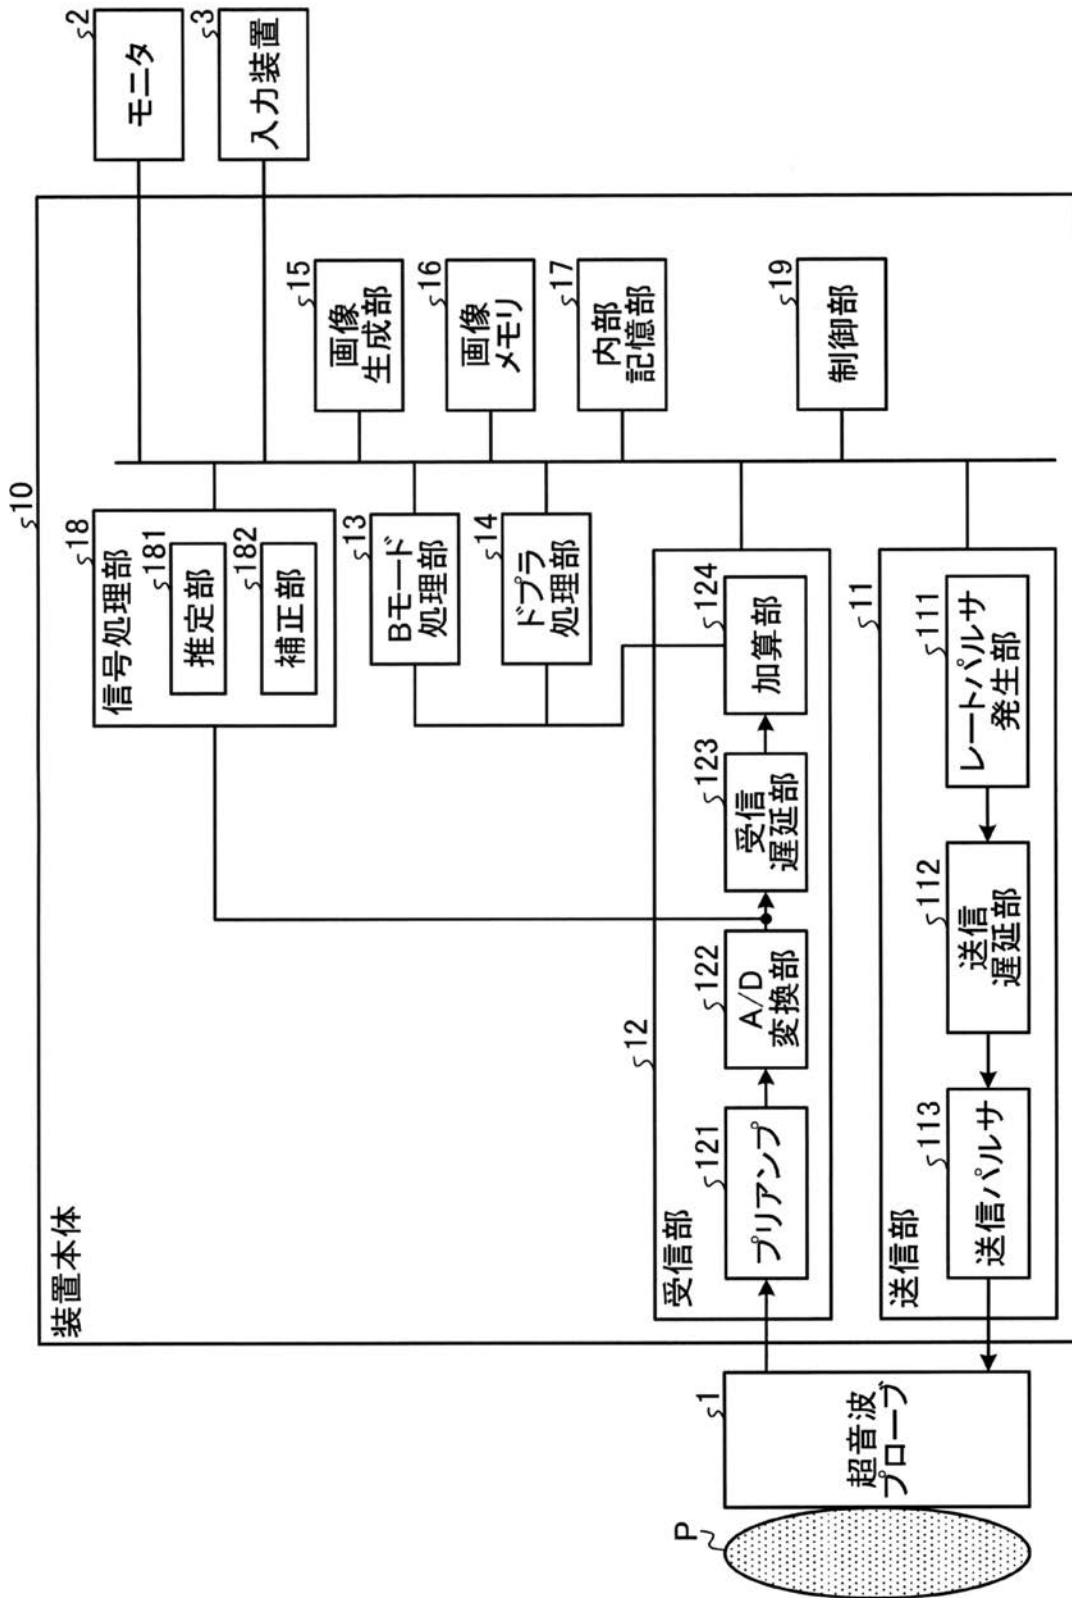 装置本体
10
2
モニタ
3
入力装置
18
信号処理部
181
推定部
182
補正部
15
画像
生成部
13
Bモード
処理部
16
画像
メモリ
14
ドプラ
処理部
17
内部
記憶部
12
受信部
121
プリアンプ
122
A/D
変換部
123
受信
遅延部
124
加算部
19
制御部
11
送信部
113
送信パルサ
112
送信
遅延部
111
レートパルサ
発生部
1
超音波
プローブ
P